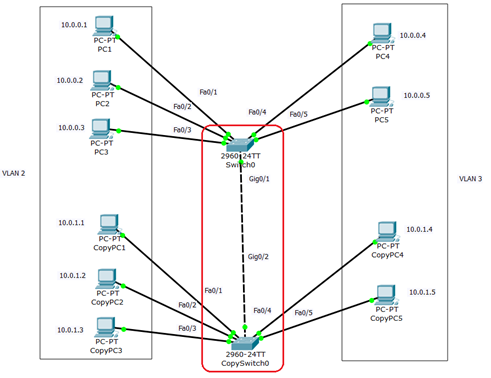 10.0.0.1
PC-PT
PC1
10.0.0.2
PC-PT
PC2
10.0.0.3
PC-PT
PC3
VLAN 2
10.0.1.1
PC-PT
CopyPC1
10.0.1.2
PC-PT
CopyPC2
10.0.1.3
PC-PT
CopyPC3
Fa0/1
Fa0/2
Fa0/3
Fa0/4
Fa0/5
2960-24TT
Switch0
Gig0/1
Gig0/2
Fa0/1
Fa0/2
Fa0/3
Fa0/4
Fa0/5
2960-24TT
CopySwitch0
10.0.0.4
PC-PT
PC4
10.0.0.5
PC-PT
PC5
VLAN 3
10.0.1.4
PC-PT
CopyPC4
10.0.1.5
PC-PT
CopyPC5